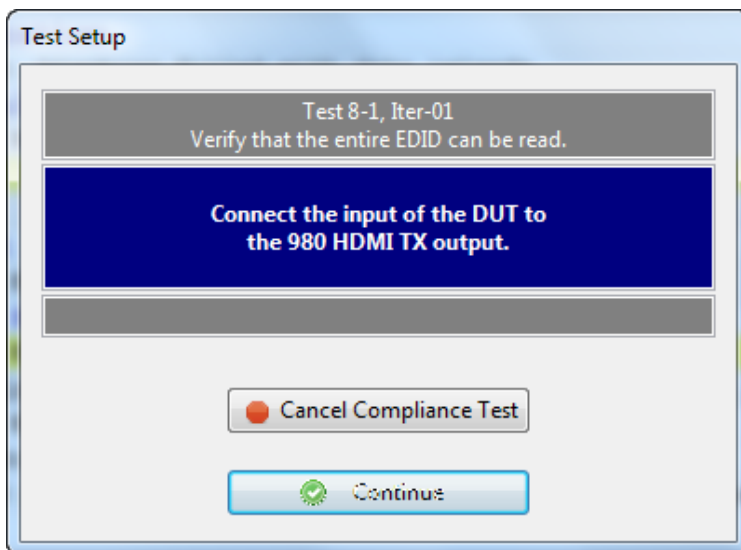 Test Setup
Test 8-1, Iter-01
Verify that the entire EDID can be read.
Connect the input of the DUT to
the 980 HDMI TX output.
Cancel Compliance Test
Continue